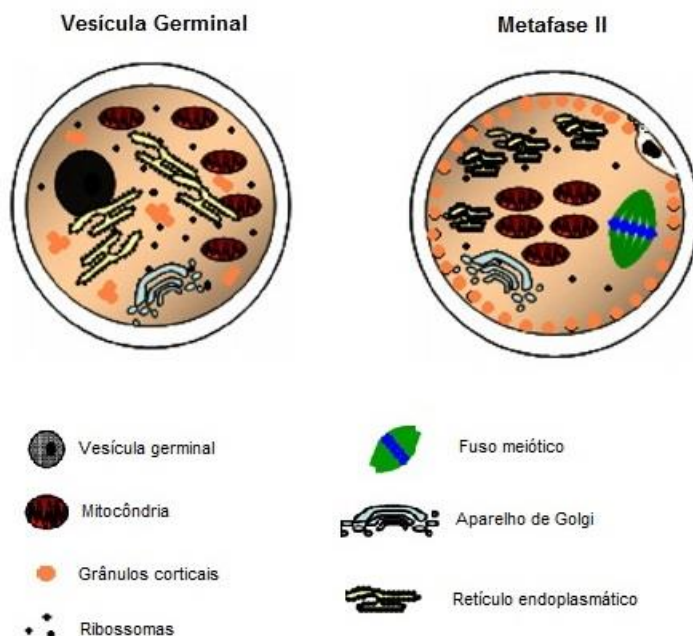 Vesícula Germinal
Metafase II
Vesícula germinal
Fuso meiótico
Mitocôndria
Aparelho de Golgi
Grânulos corticais
Retículo endoplasmático
Ribossomas